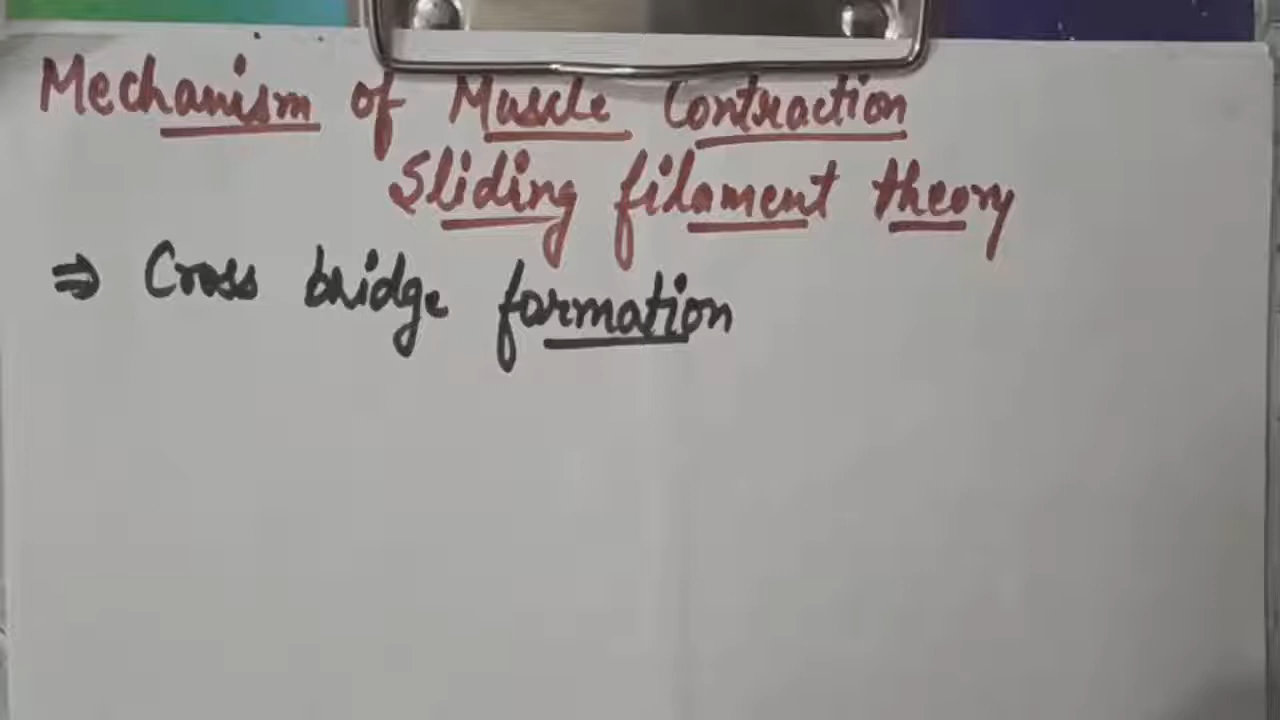 Mechanism of Muscle Contraction
Sliding filament theory
⇒ Cross bridge formation